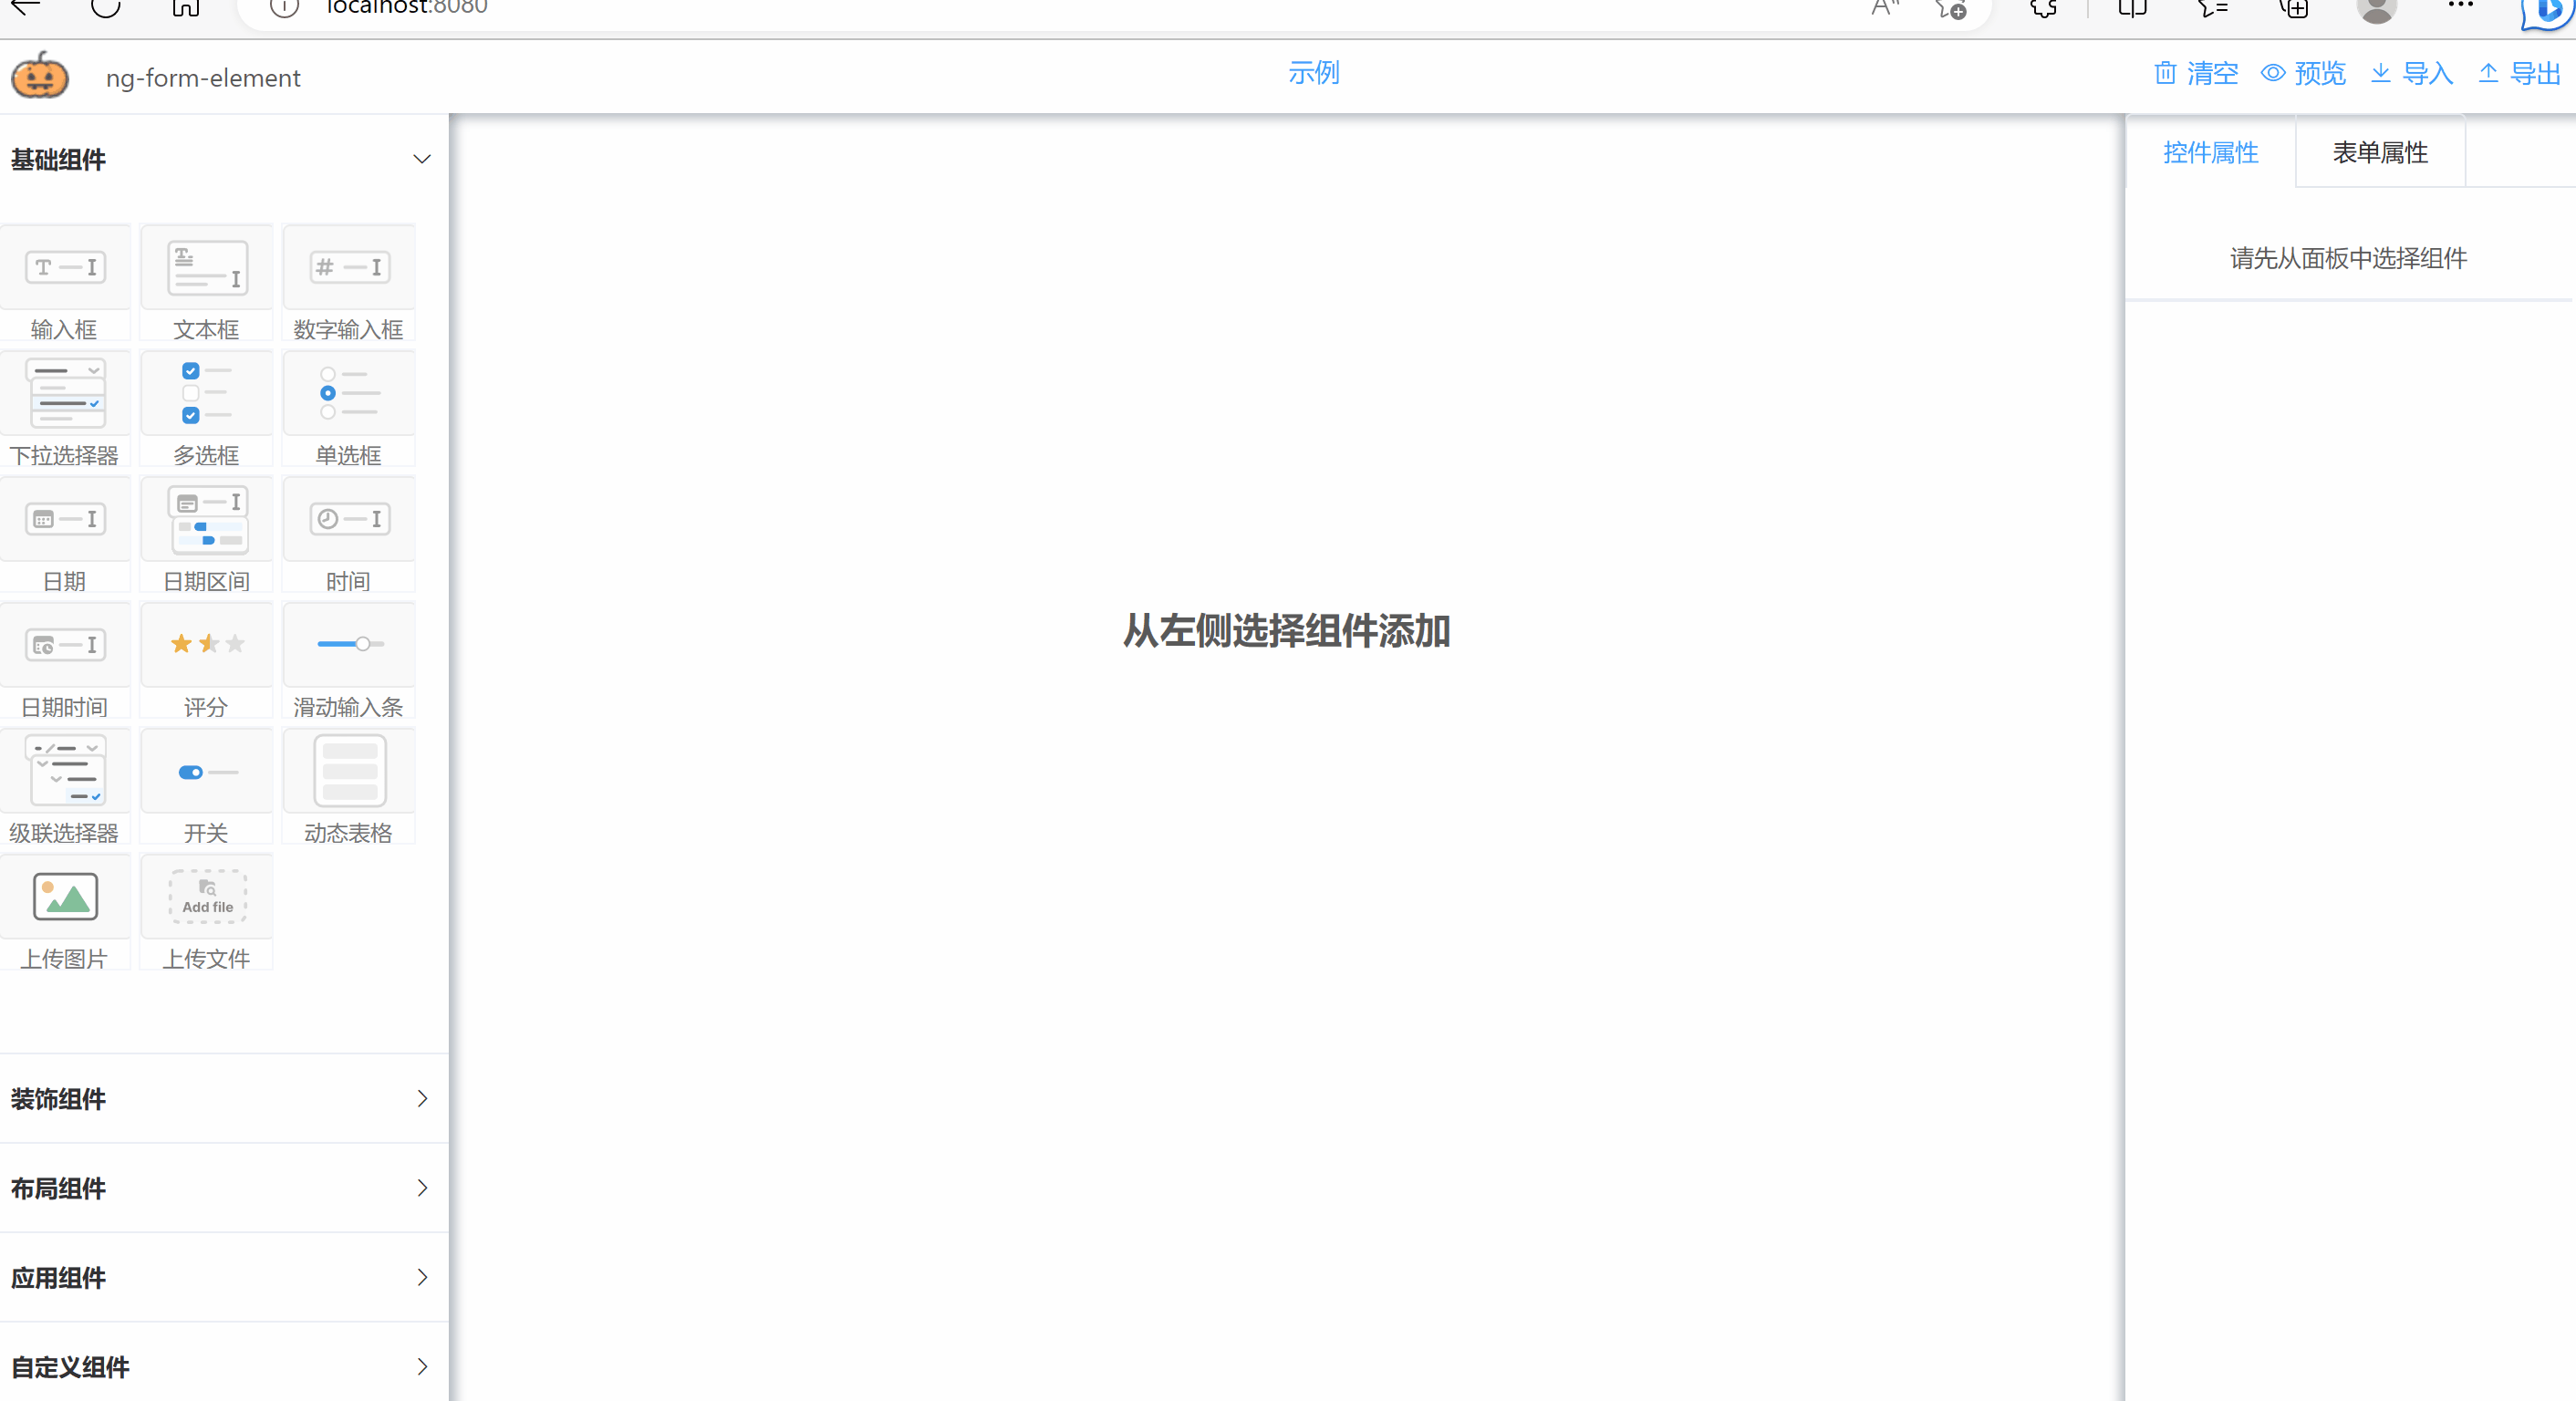 localhost:8080
ng-form-element
示例
清空 预览 导入 导出
基础组件
输入框 文本框 数字输入框
下拉选择器 多选框 单选框
日期 日期区间 时间
日期时间 评分 滑动输入条
级联选择器 开关 动态表格
Add file
上传图片 上传文件
装饰组件
布局组件
应用组件
自定义组件
从左侧选择组件添加
控件属性 表单属性
请先从面板中选择组件